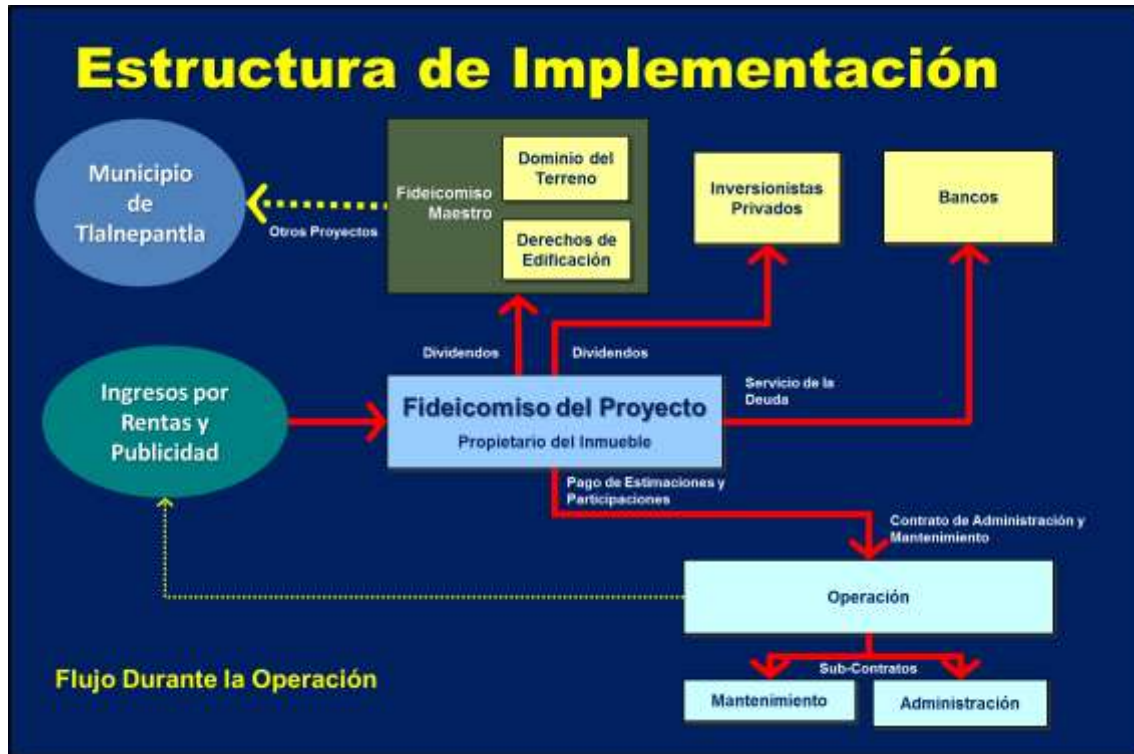 Estructura de Implementación
Municipio
de
Tlalnepantla
Otros Proyectos
Fideicomiso
Maestro
Dominio del
Terreno
Derechos de
Edificación
Inversionistas
Privados
Bancos
Dividendos
Dividendos
Ingresos por
Rentas y
Publicidad
Fideicomiso del Proyecto
Propietario del Inmueble
Servicio de la
Deuda
Pago de Estimaciones y
Participaciones
Contrato de Administración y
Mantenimiento
Operación
Sub-Contratos
Mantenimiento
Administración
Flujo Durante la Operación